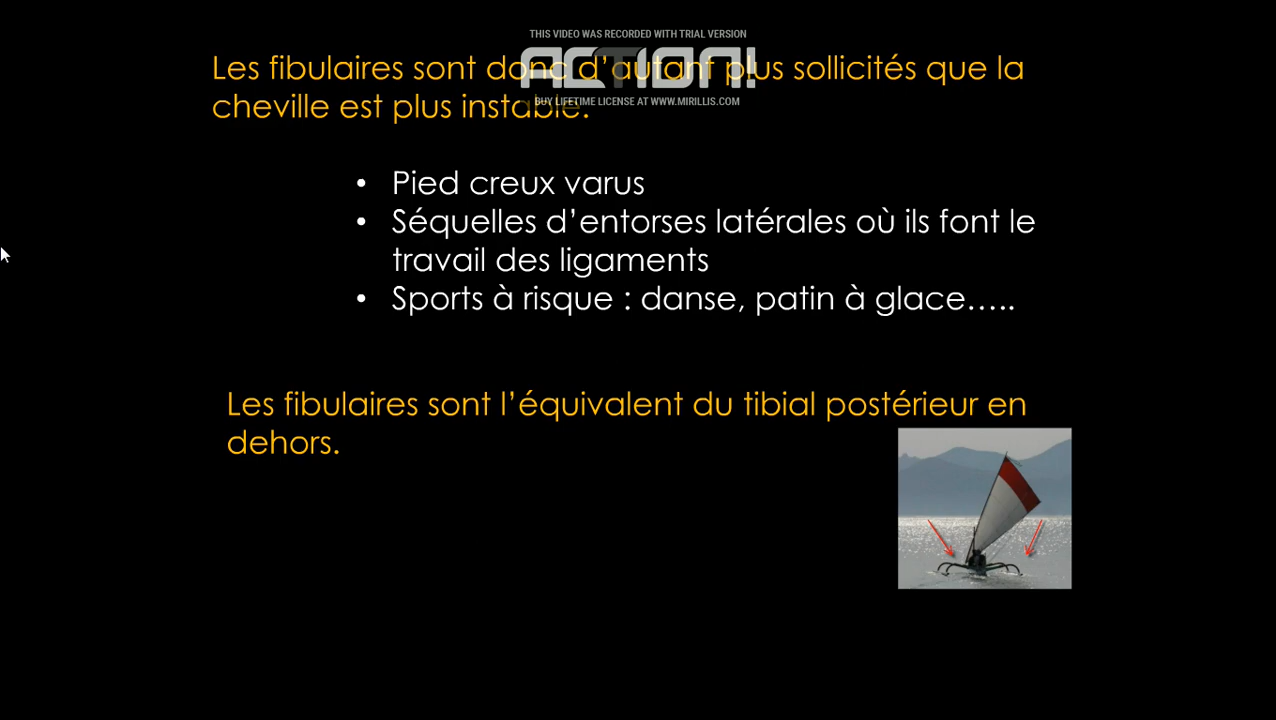 THIS VIDEO WAS RECORDED WITH TRIAL VERSION
ACTION!
BUY LIFETIME LICENSE AT WWW.MIRILLIS.COM
Les fibulaires sont donc d’autant plus sollicités que la
cheville est plus instable.
• Pied creux varus
• Séquelles d’entorses latérales où ils font le
travail des ligaments
• Sports à risque : danse, patin à glace…..
Les fibulaires sont l’équivalent du tibial postérieur en
dehors.